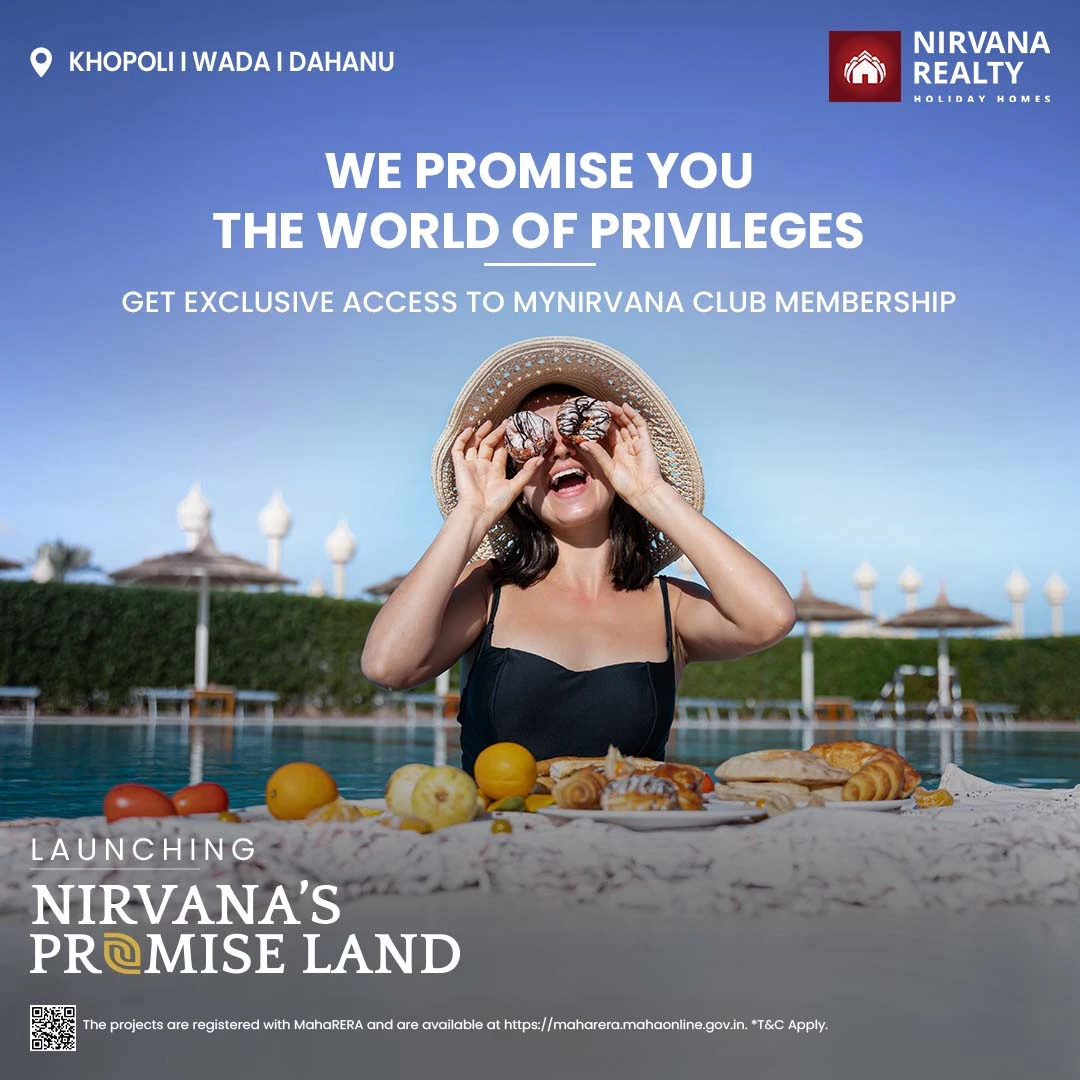 KHOPOLI I WADA I DAHANU
NIRVANA
REALTY
HOLIDAY HOMES
WE PROMISE YOU
THE WORLD OF PRIVILEGES
GET EXCLUSIVE ACCESS TO MYNIRVANA CLUB MEMBERSHIP
LAUNCHING
NIRVANA'S
PROMISE LAND
The projects are registered with MahaRERA and are available at https://maharera.mahaonline.gov.in. *T&C Apply.